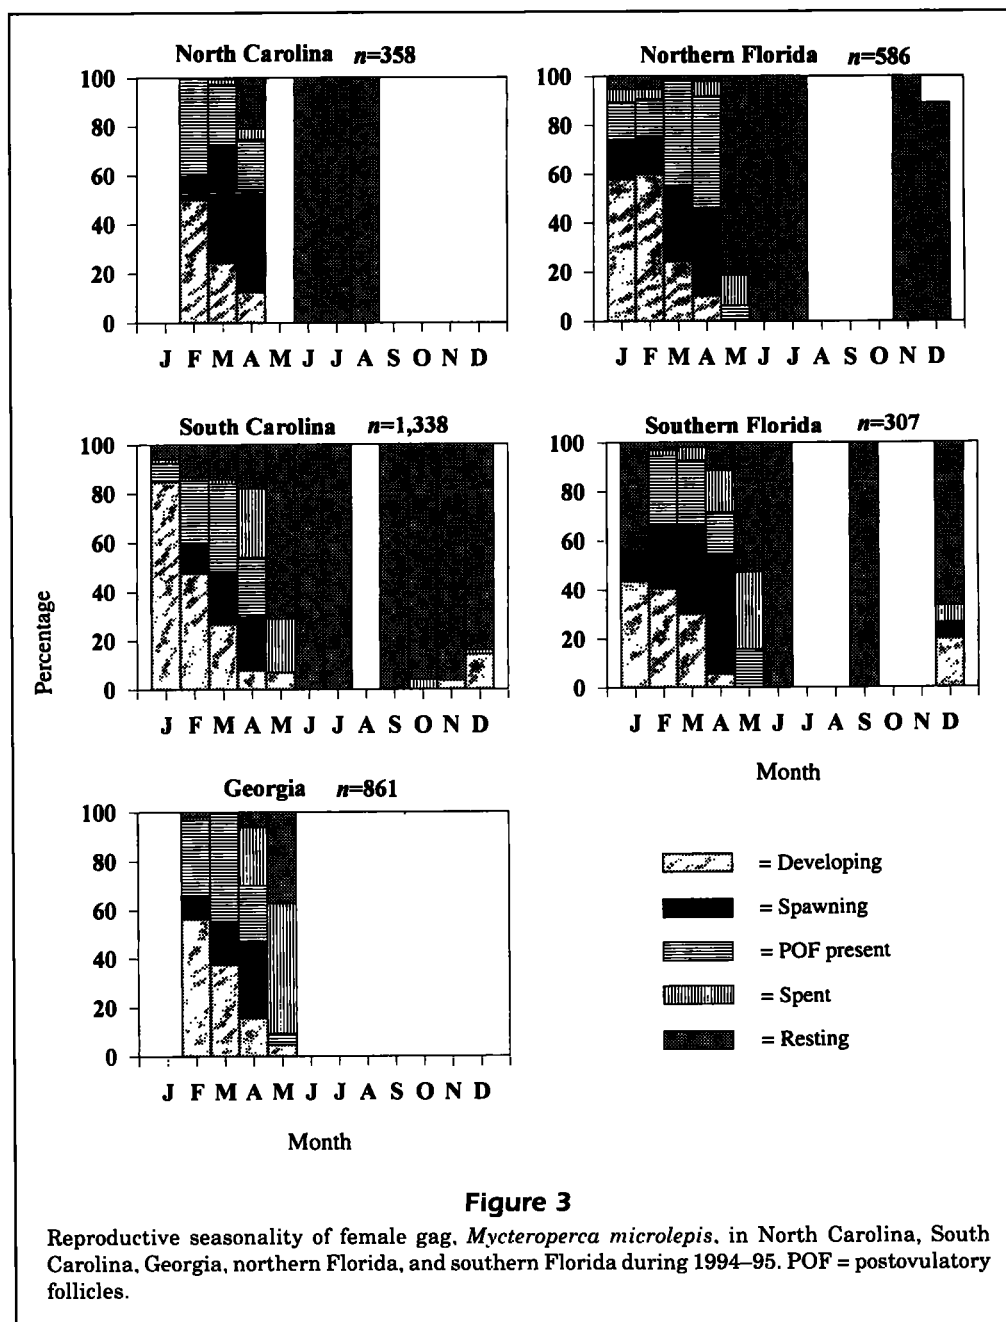 North Carolina n=358
100
80
60
40
20
0
J F M A M J J A S O N D
Northern Florida n=586
100
80
60
40
20
0
J F M A M J J A S O N D
South Carolina n=1,338
100
80
60
40
20
0
J F M A M J J A S O N D
Southern Florida n=307
100
80
60
40
20
0
J F M A M J J A S O N D
Month
Percentage
Georgia n=861
100
80
60
40
20
0
J F M A M J J A S O N D
Month
= Developing
= Spawning
= POF present
= Spent
= Resting
Figure 3
Reproductive seasonality of female gag, Mycteroperca microlepis, in North Carolina, South
Carolina, Georgia, northern Florida, and southern Florida during 1994–95. POF = postovulatory
follicles.